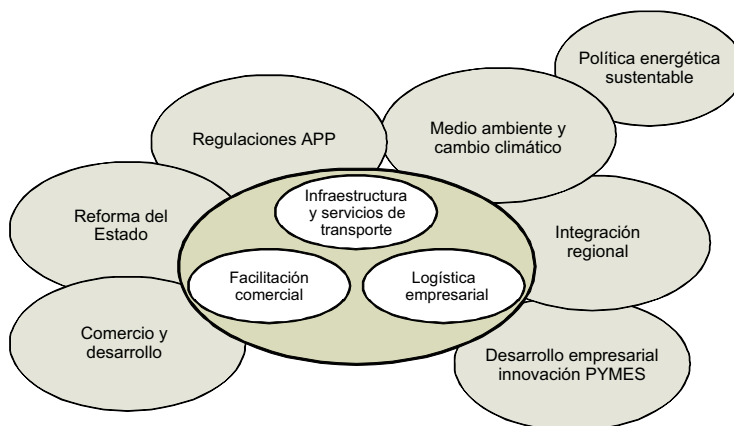 Política energética
sustentable
Regulaciones APP
Medio ambiente y
cambio climático
Infraestructura
y servicios de
transporte
Reforma del
Estado
Integración
regional
Facilitación
comercial
Logística
empresarial
Comercio y
desarrollo
Desarrollo empresarial
innovación PYMES